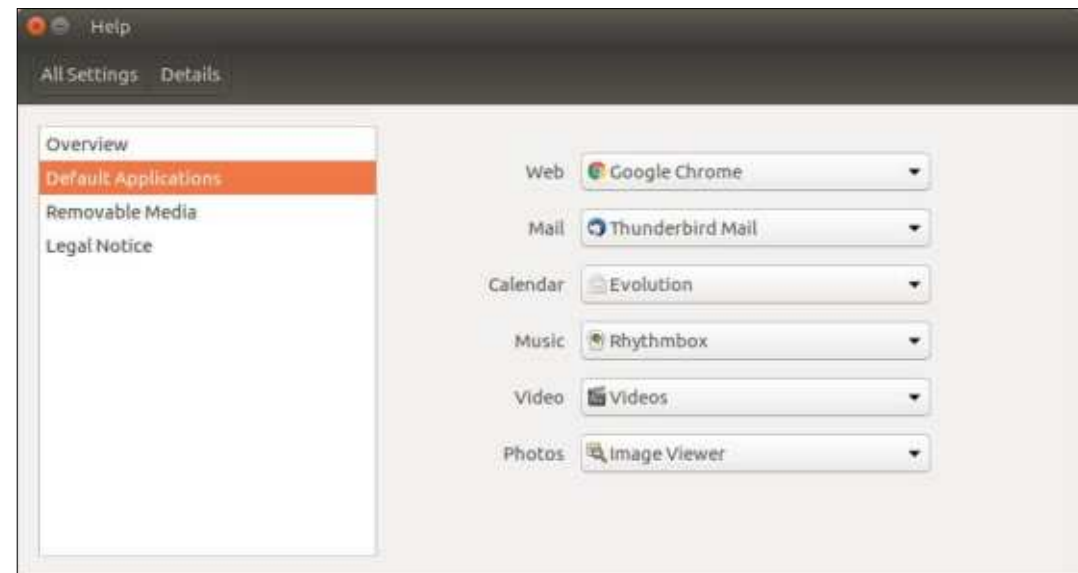 Help
All Settings Details
Overview
Default Applications
Removable Media
Legal Notice
Web Google Chrome
Mail Thunderbird Mail
Calendar Evolution
Music Rhythmbox
Video Videos
Photos Image Viewer